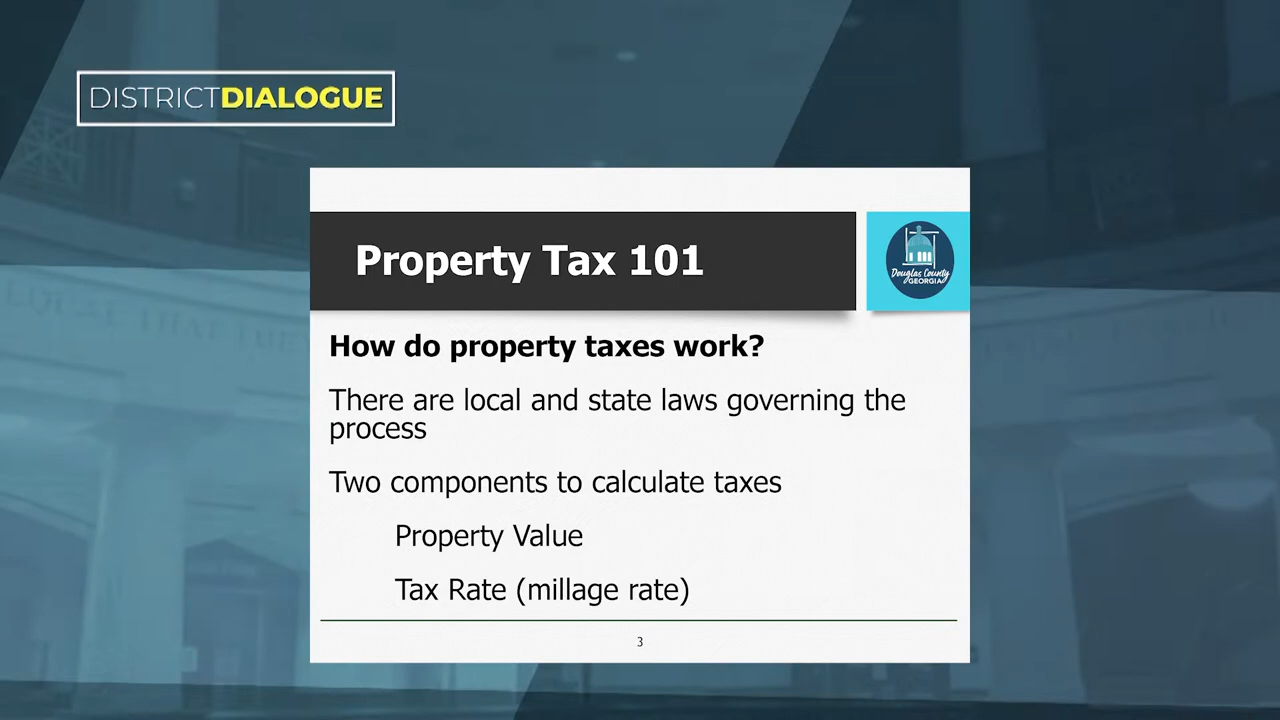 DISTRICTDIALOGUE
Property Tax 101
Douglas County
GEORGIA
How do property taxes work?
There are local and state laws governing the
process
Two components to calculate taxes
Property Value
Tax Rate (millage rate)
3